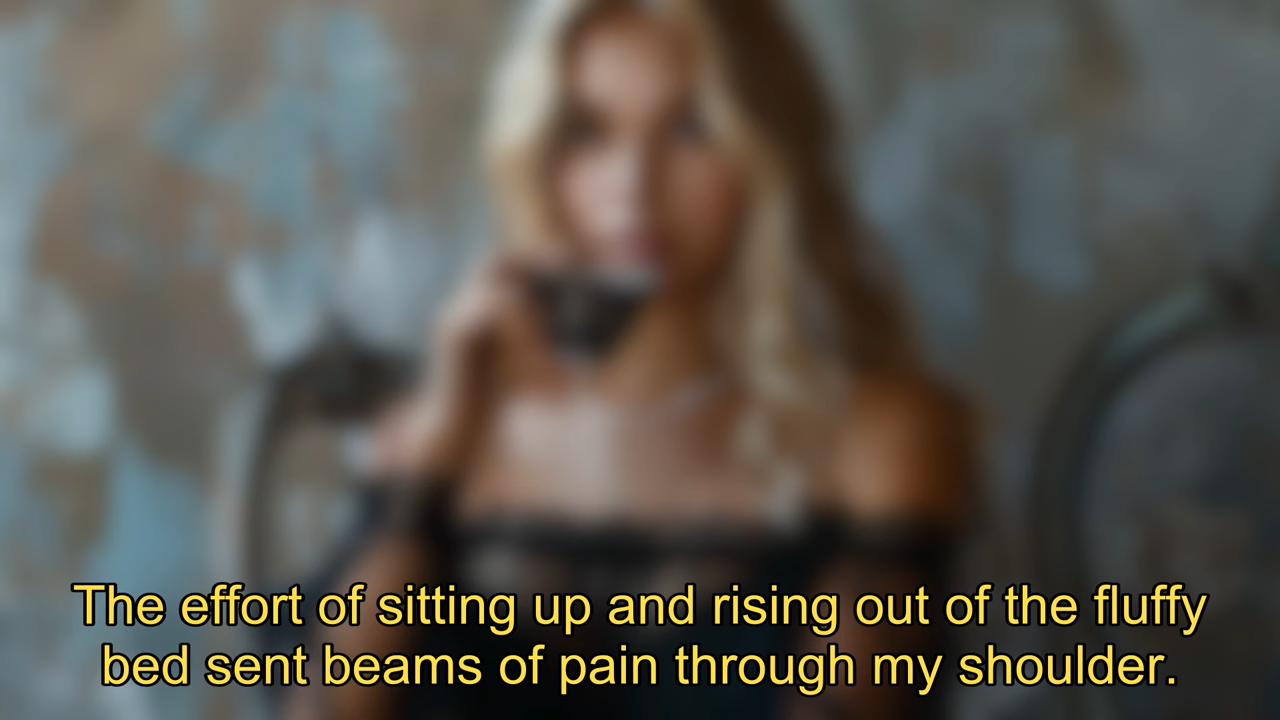 The effort of sitting up and rising out of the fluffy
bed sent beams of pain through my shoulder.